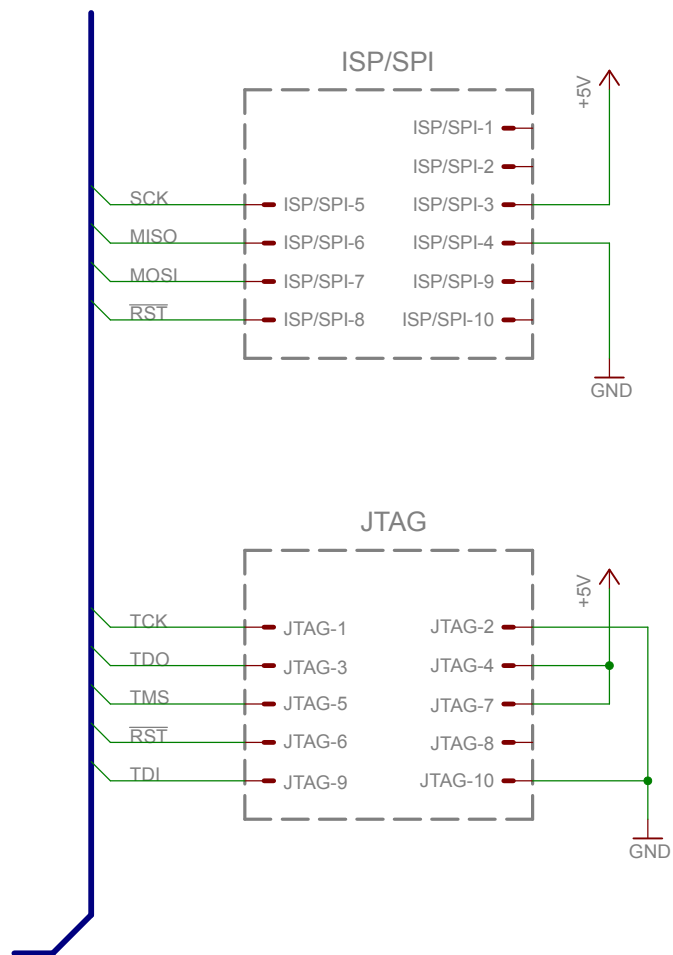 ISP/SPI
+5V
ISP/SPI-1
ISP/SPI-2
SCK ISP/SPI-5 ISP/SPI-3
MISO ISP/SPI-6 ISP/SPI-4
MOSI ISP/SPI-7 ISP/SPI-9
R̅S̅T̅ ISP/SPI-8 ISP/SPI-10
GND
JTAG
+5V
TCK JTAG-1 JTAG-2
TDO JTAG-3 JTAG-4
TMS JTAG-5 JTAG-7
R̅S̅T̅ JTAG-6 JTAG-8
TDI JTAG-9 JTAG-10
GND